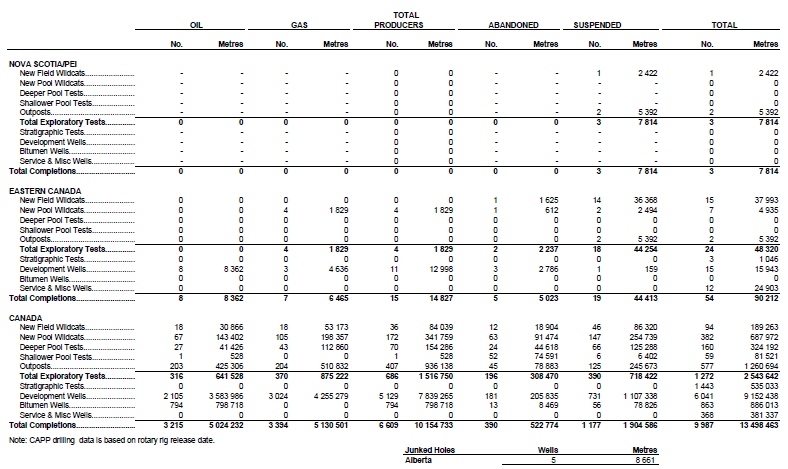 OIL GAS TOTAL PRODUCERS ABANDONED SUSPENDED TOTAL
No. Metres No. Metres No. Metres No. Metres No. Metres No. Metres
NOVA SCOTIA/PEI
New Field Wildcats........................ - - - - 0 0 - - 1 2 422 1 2 422
New Pool Wildcats........................ - - - - 0 0 - - - - 0 0
Deeper Pool Tests........................ - - - - 0 0 - - - - 0 0
Shallower Pool Tests.................... - - - - 0 0 - - - - 0 0
Outposts........................ - - - - 0 0 - - 2 5 392 2 5 392
Total Exploratory Tests.............. 0 0 0 0 0 0 0 0 3 7 814 3 7 814
Stratigraphic Tests........................ - - - - 0 0 - - - - 0 0
Development Wells........................ - - - - 0 0 - - - - 0 0
Bitumen Wells........................ - - - - 0 0 - - - - 0 0
Service & Misc Wells.................... - - - - 0 0 - - - - 0 0
Total Completions........................ 0 0 0 0 0 0 0 0 3 7 814 3 7 814
EASTERN CANADA
New Field Wildcats........................ 0 0 0 0 0 0 1 1 625 14 36 368 15 37 993
New Pool Wildcats........................ 0 0 4 1 829 4 1 829 1 612 2 2 494 7 4 935
Deeper Pool Tests........................ 0 0 0 0 0 0 0 0 0 0 0 0
Shallower Pool Tests.................... 0 0 0 0 0 0 0 0 0 0 0 0
Outposts........................ 0 0 0 0 0 0 0 0 2 5 392 2 5 392
Total Exploratory Tests.............. 0 0 4 1 829 4 1 829 2 2 237 18 44 254 24 48 320
Stratigraphic Tests........................ 0 0 0 0 0 0 0 0 0 0 3 1 046
Development Wells........................ 8 8 362 3 4 636 11 12 998 3 2 786 1 159 15 15 943
Bitumen Wells........................ 0 0 0 0 0 0 0 0 0 0 0 0
Service & Misc Wells.................... 0 0 0 0 0 0 0 0 0 0 12 24 903
Total Completions........................ 8 8 362 7 6 465 15 14 827 5 5 023 19 44 413 54 90 212
CANADA
New Field Wildcats........................ 18 30 866 18 53 173 36 84 039 12 18 904 46 86 320 94 189 263
New Pool Wildcats........................ 67 143 402 105 198 357 172 341 759 63 91 474 147 254 739 382 687 972
Deeper Pool Tests........................ 27 41 426 43 112 860 70 154 286 24 44 618 66 125 288 160 324 192
Shallower Pool Tests.................... 1 528 0 0 1 528 52 74 591 6 6 402 59 81 521
Outposts........................ 203 425 306 204 510 832 407 936 138 45 78 883 125 245 673 577 1 260 694
Total Exploratory Tests.............. 316 641 528 370 875 222 686 1 516 750 196 308 470 390 718 422 1 272 2 543 642
Stratigraphic Tests........................ 0 0 0 0 0 0 0 0 0 0 1 443 535 033
Development Wells........................ 2 105 3 583 986 3 024 4 255 279 5 129 7 839 265 181 205 835 731 1 107 338 6 041 9 152 438
Bitumen Wells........................ 794 798 718 0 0 794 798 718 13 8 469 56 78 826 863 886 013
Service & Misc Wells.................... 0 0 0 0 0 0 0 0 0 0 368 381 337
Total Completions........................ 3 215 5 024 232 3 394 5 130 501 6 609 10 154 733 390 522 774 1 177 1 904 586 9 987 13 498 463
Note: CAPP drilling data is based on rotary rig release date.
Junked Holes Wells Metres
Alberta 5 8 661